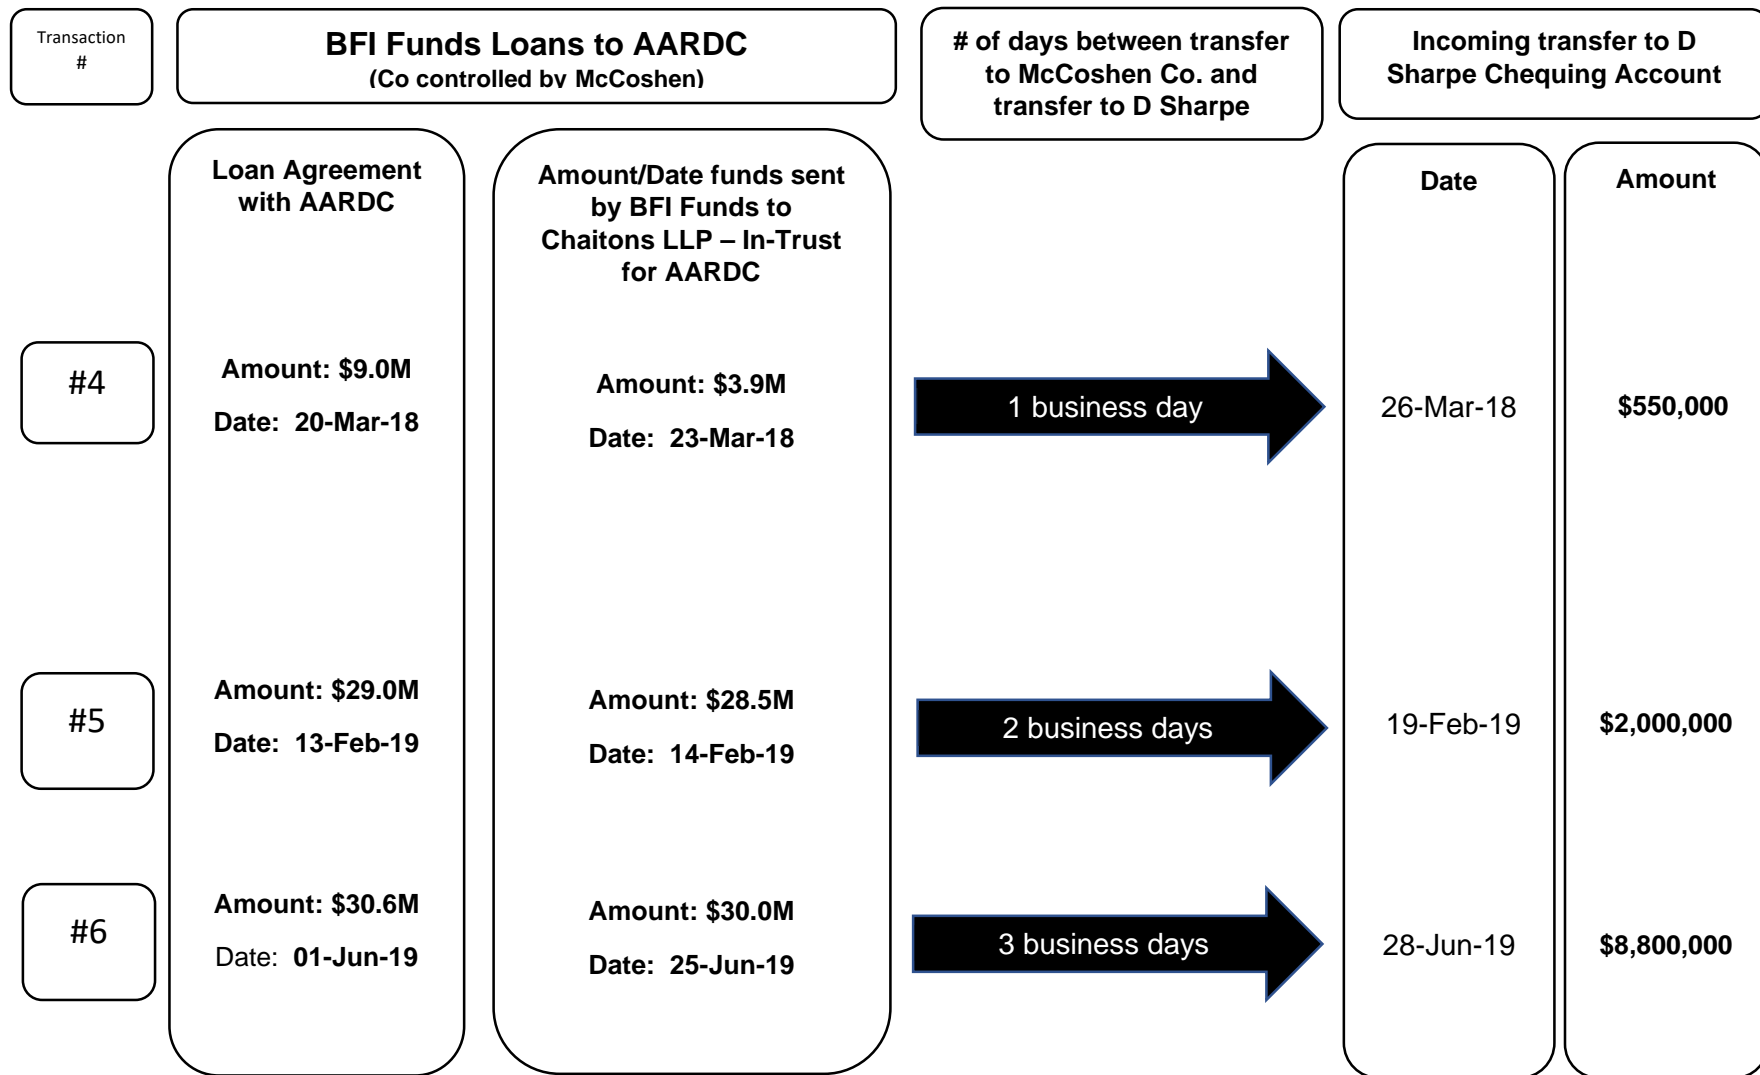 Transaction
#
BFI Funds Loans to AARDC
(Co controlled by McCoshen)
# of days between transfer
to McCoshen Co. and
transfer to D Sharpe
Incoming transfer to D
Sharpe Chequing Account
Loan Agreement
with AARDC
Amount/Date funds sent
by BFI Funds to
Chaitons LLP – In-Trust
for AARDC
Date
Amount
#4
Amount: $9.0M
Date: 20-Mar-18
Amount: $3.9M
Date: 23-Mar-18
1 business day
26-Mar-18
$550,000
#5
Amount: $29.0M
Date: 13-Feb-19
Amount: $28.5M
Date: 14-Feb-19
2 business days
19-Feb-19
$2,000,000
#6
Amount: $30.6M
Date: 01-Jun-19
Amount: $30.0M
Date: 25-Jun-19
3 business days
28-Jun-19
$8,800,000